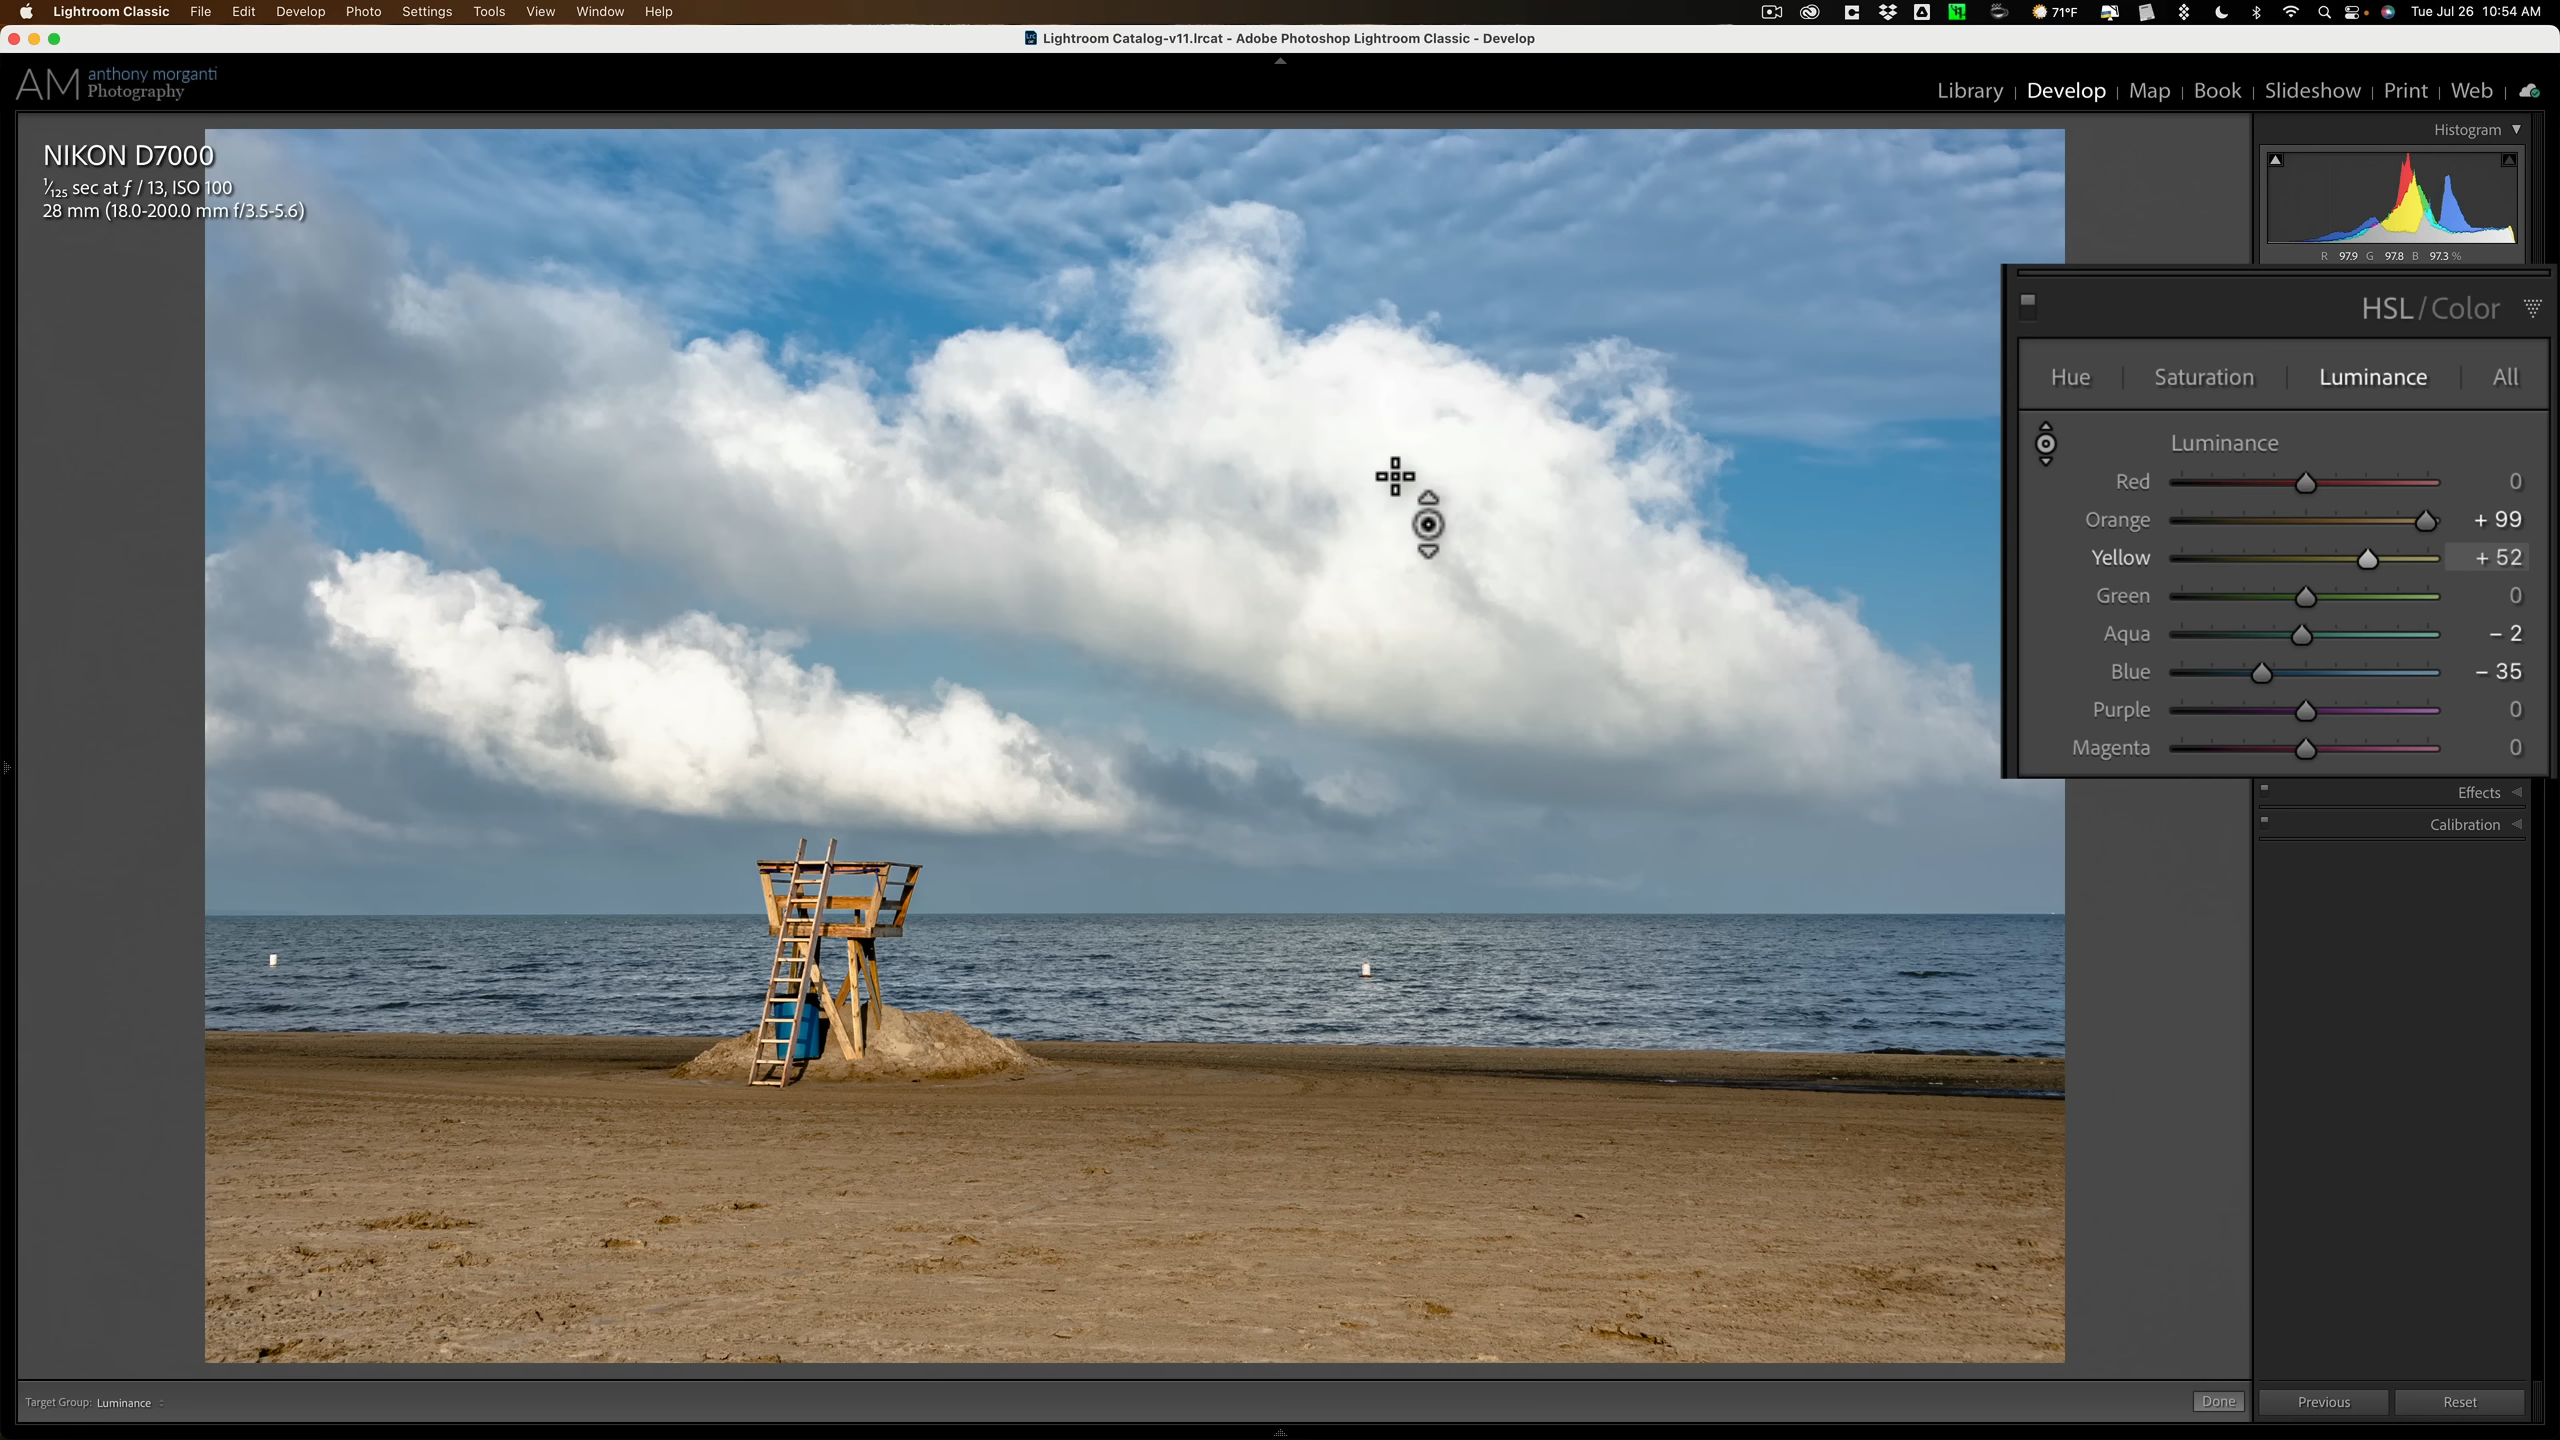 Lightroom Classic File Edit Develop Photo Settings Tools View Window Help 71°F Tue Jul 26 10:54 AM
Lightroom Catalog-v11.lrcat - Adobe Photoshop Lightroom Classic - Develop
AM anthony morganti
Photography
Library | Develop | Map | Book | Slideshow | Print | Web
NIKON D7000
1/125 sec at ƒ / 13, ISO 100
28 mm (18.0-200.0 mm f/3.5-5.6)
Histogram
R 97.9 G 97.8 B 97.3 %
HSL / Color
Hue | Saturation | Luminance | All
Luminance
Red 0
Orange + 99
Yellow + 52
Green 0
Aqua - 2
Blue - 35
Purple 0
Magenta 0
Effects
Calibration
Target Group: Luminance
Done Previous Reset